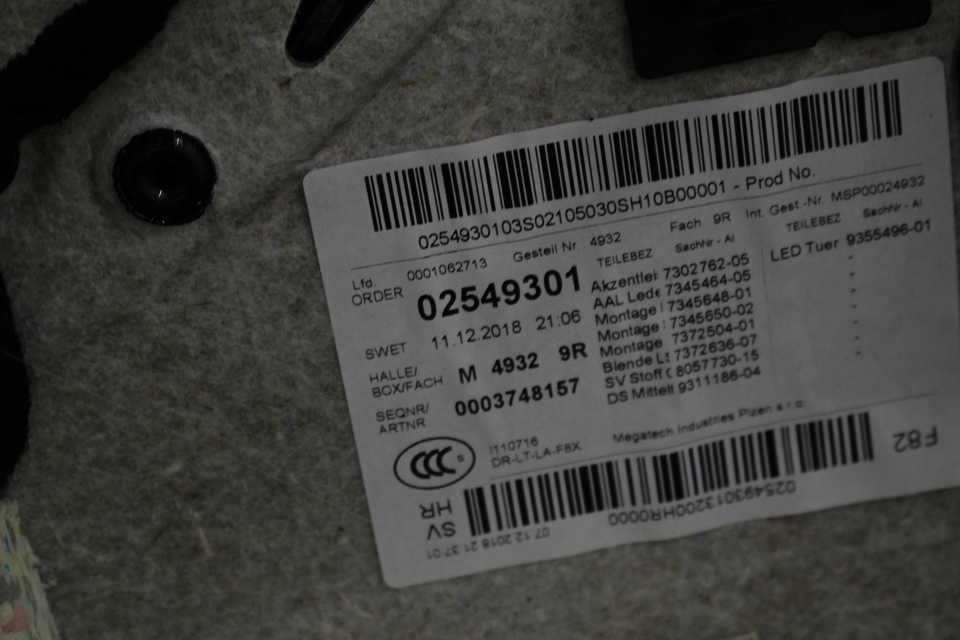 0254930103S02105030SH10B00001 - Prod No.
Lfd. 0001062713 Gestell Nr 4932 Fach 9R Int. Gest.-Nr. MSP00024932
ORDER 02549301
TEILEBEZ SachNr - AI TEILEBEZ SachNr - AI
Akzentlei 7302762-05 LED Tuer 9355496-01
AAL Lede 7345464-05 -
Montage 7345648-01 -
Montage 7345650-02 -
Montage 7372504-01 -
Blende 7372636-07 -
SV Stoff 8057730-15 -
DS Mittelt 9311186-04
SWET 11.12.2018 21:06
HALLE/
BOX/FACH M 4932 9R
SEQNR/
ARTNR 0003748157
CCC S
I110716
DR-LT-LA-F8X
Megatech Industries Plzen s.r.o.
F82
SV
HR
0254930132000HR0000
07.12.2018 21:37:01